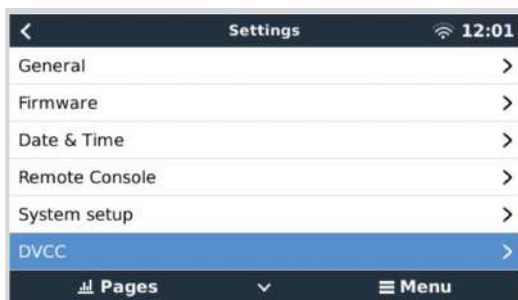 Settings 12:01
General
Firmware
Date & Time
Remote Console
System setup
DVCC
Pages Menu